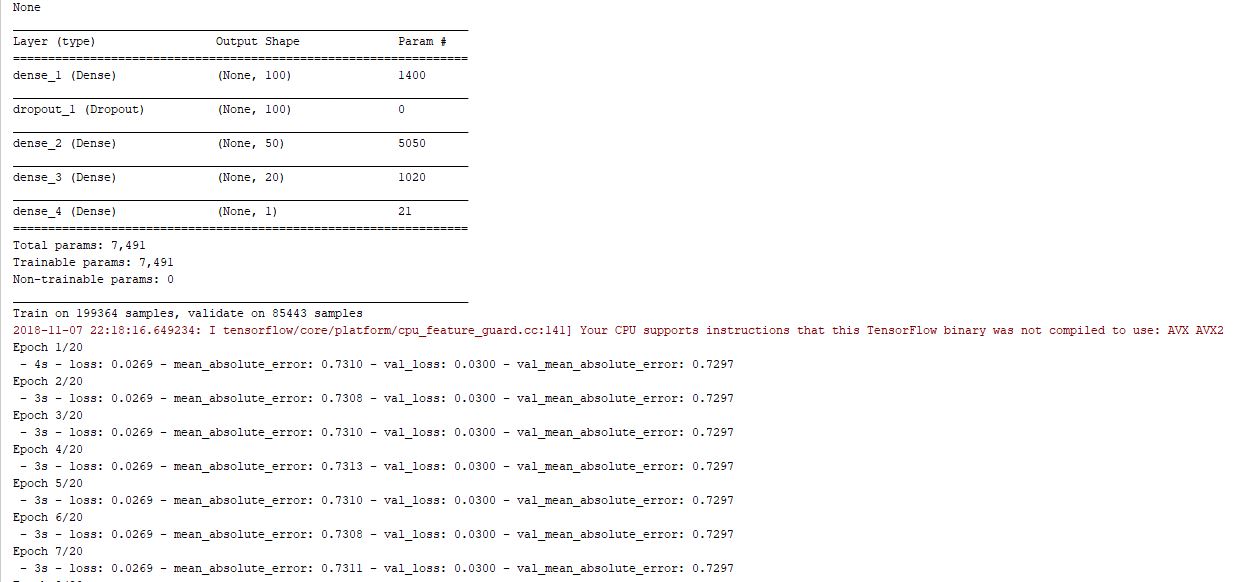 None
Layer (type) Output Shape Param #
dense_1 (Dense) (None, 100) 1400
dropout_1 (Dropout) (None, 100) 0
dense_2 (Dense) (None, 50) 5050
dense_3 (Dense) (None, 20) 1020
dense_4 (Dense) (None, 1) 21
Total params: 7,491
Trainable params: 7,491
Non-trainable params: 0
Train on 199364 samples, validate on 85443 samples
2018-11-07 22:18:16.649234: I tensorflow/core/platform/cpu_feature_guard.cc:141] Your CPU supports instructions that this TensorFlow binary was not compiled to use: AVX AVX2
Epoch 1/20
- 4s - loss: 0.0269 - mean_absolute_error: 0.7310 - val_loss: 0.0300 - val_mean_absolute_error: 0.7297
Epoch 2/20
- 3s - loss: 0.0269 - mean_absolute_error: 0.7308 - val_loss: 0.0300 - val_mean_absolute_error: 0.7297
Epoch 3/20
- 3s - loss: 0.0269 - mean_absolute_error: 0.7310 - val_loss: 0.0300 - val_mean_absolute_error: 0.7297
Epoch 4/20
- 3s - loss: 0.0269 - mean_absolute_error: 0.7313 - val_loss: 0.0300 - val_mean_absolute_error: 0.7297
Epoch 5/20
- 3s - loss: 0.0269 - mean_absolute_error: 0.7310 - val_loss: 0.0300 - val_mean_absolute_error: 0.7297
Epoch 6/20
- 3s - loss: 0.0269 - mean_absolute_error: 0.7308 - val_loss: 0.0300 - val_mean_absolute_error: 0.7297
Epoch 7/20
- 3s - loss: 0.0269 - mean_absolute_error: 0.7311 - val_loss: 0.0300 - val_mean_absolute_error: 0.7297